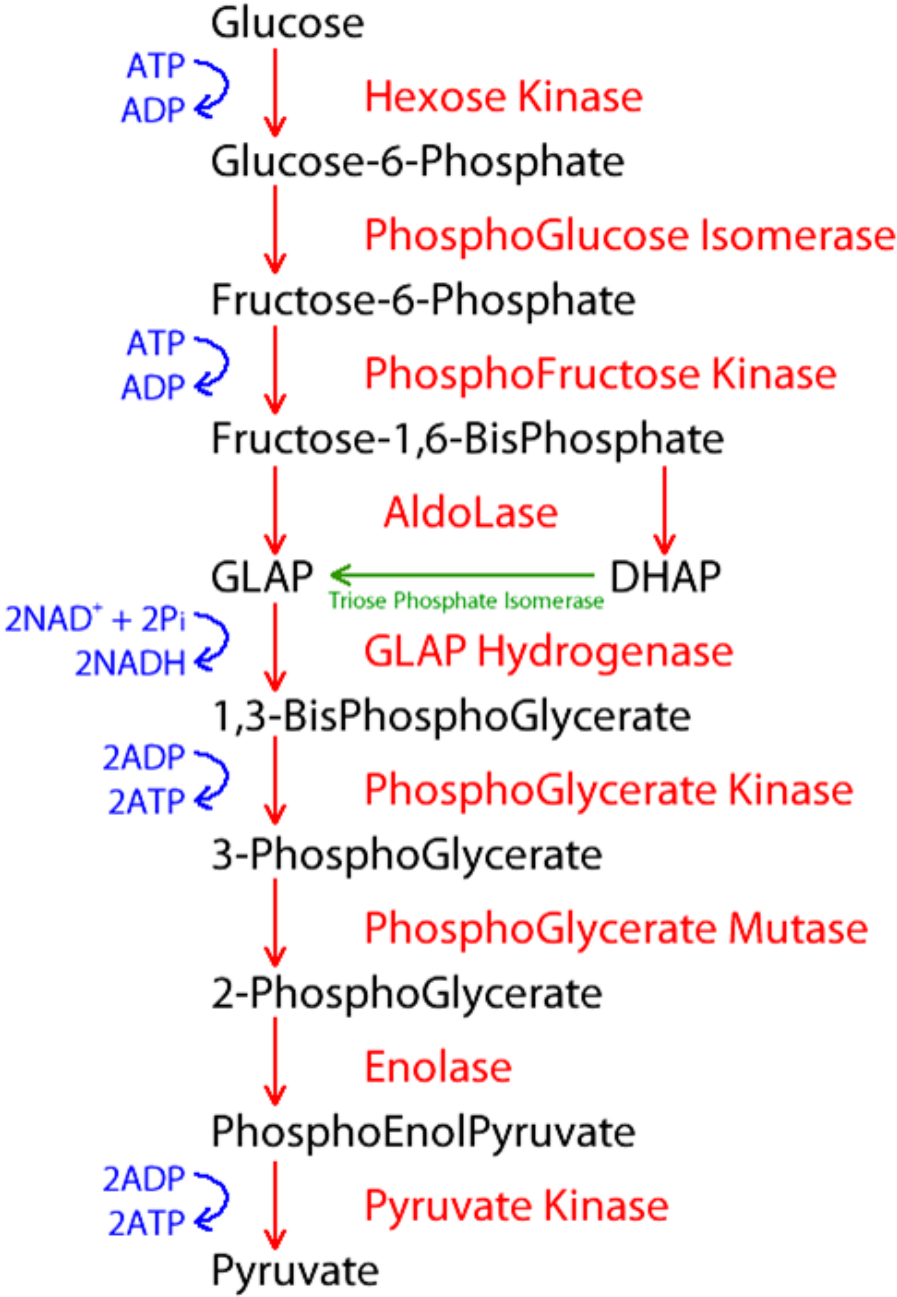 Glucose
ATP
ADP
Hexose Kinase
Glucose-6-Phosphate
PhosphoGlucose Isomerase
Fructose-6-Phosphate
ATP
ADP
PhosphoFructose Kinase
Fructose-1,6-BisPhosphate
AldoLase
GLAP
DHAP
Triose Phosphate Isomerase
2NAD⁺ + 2Pi
2NADH
GLAP Hydrogenase
1,3-BisPhosphoGlycerate
2ADP
2ATP
PhosphoGlycerate Kinase
3-PhosphoGlycerate
PhosphoGlycerate Mutase
2-PhosphoGlycerate
Enolase
PhosphoEnolPyruvate
2ADP
2ATP
Pyruvate Kinase
Pyruvate